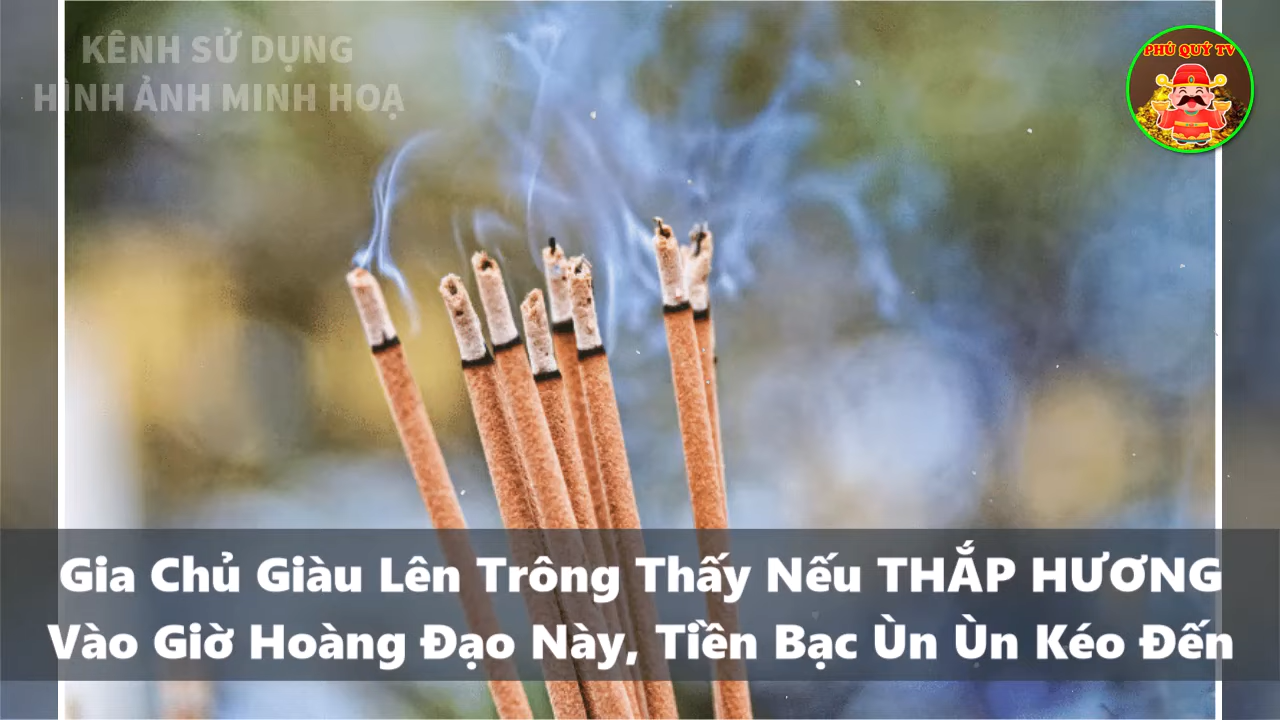 KÊNH SỬ DỤNG
HÌNH ẢNH MINH HOẠ
PHÚ QUÝ TV
Gia Chủ Giàu Lên Trông Thấy Nếu THẮP HƯƠNG
Vào Giờ Hoàng Đạo Này, Tiền Bạc Ùn Ùn Kéo Đến